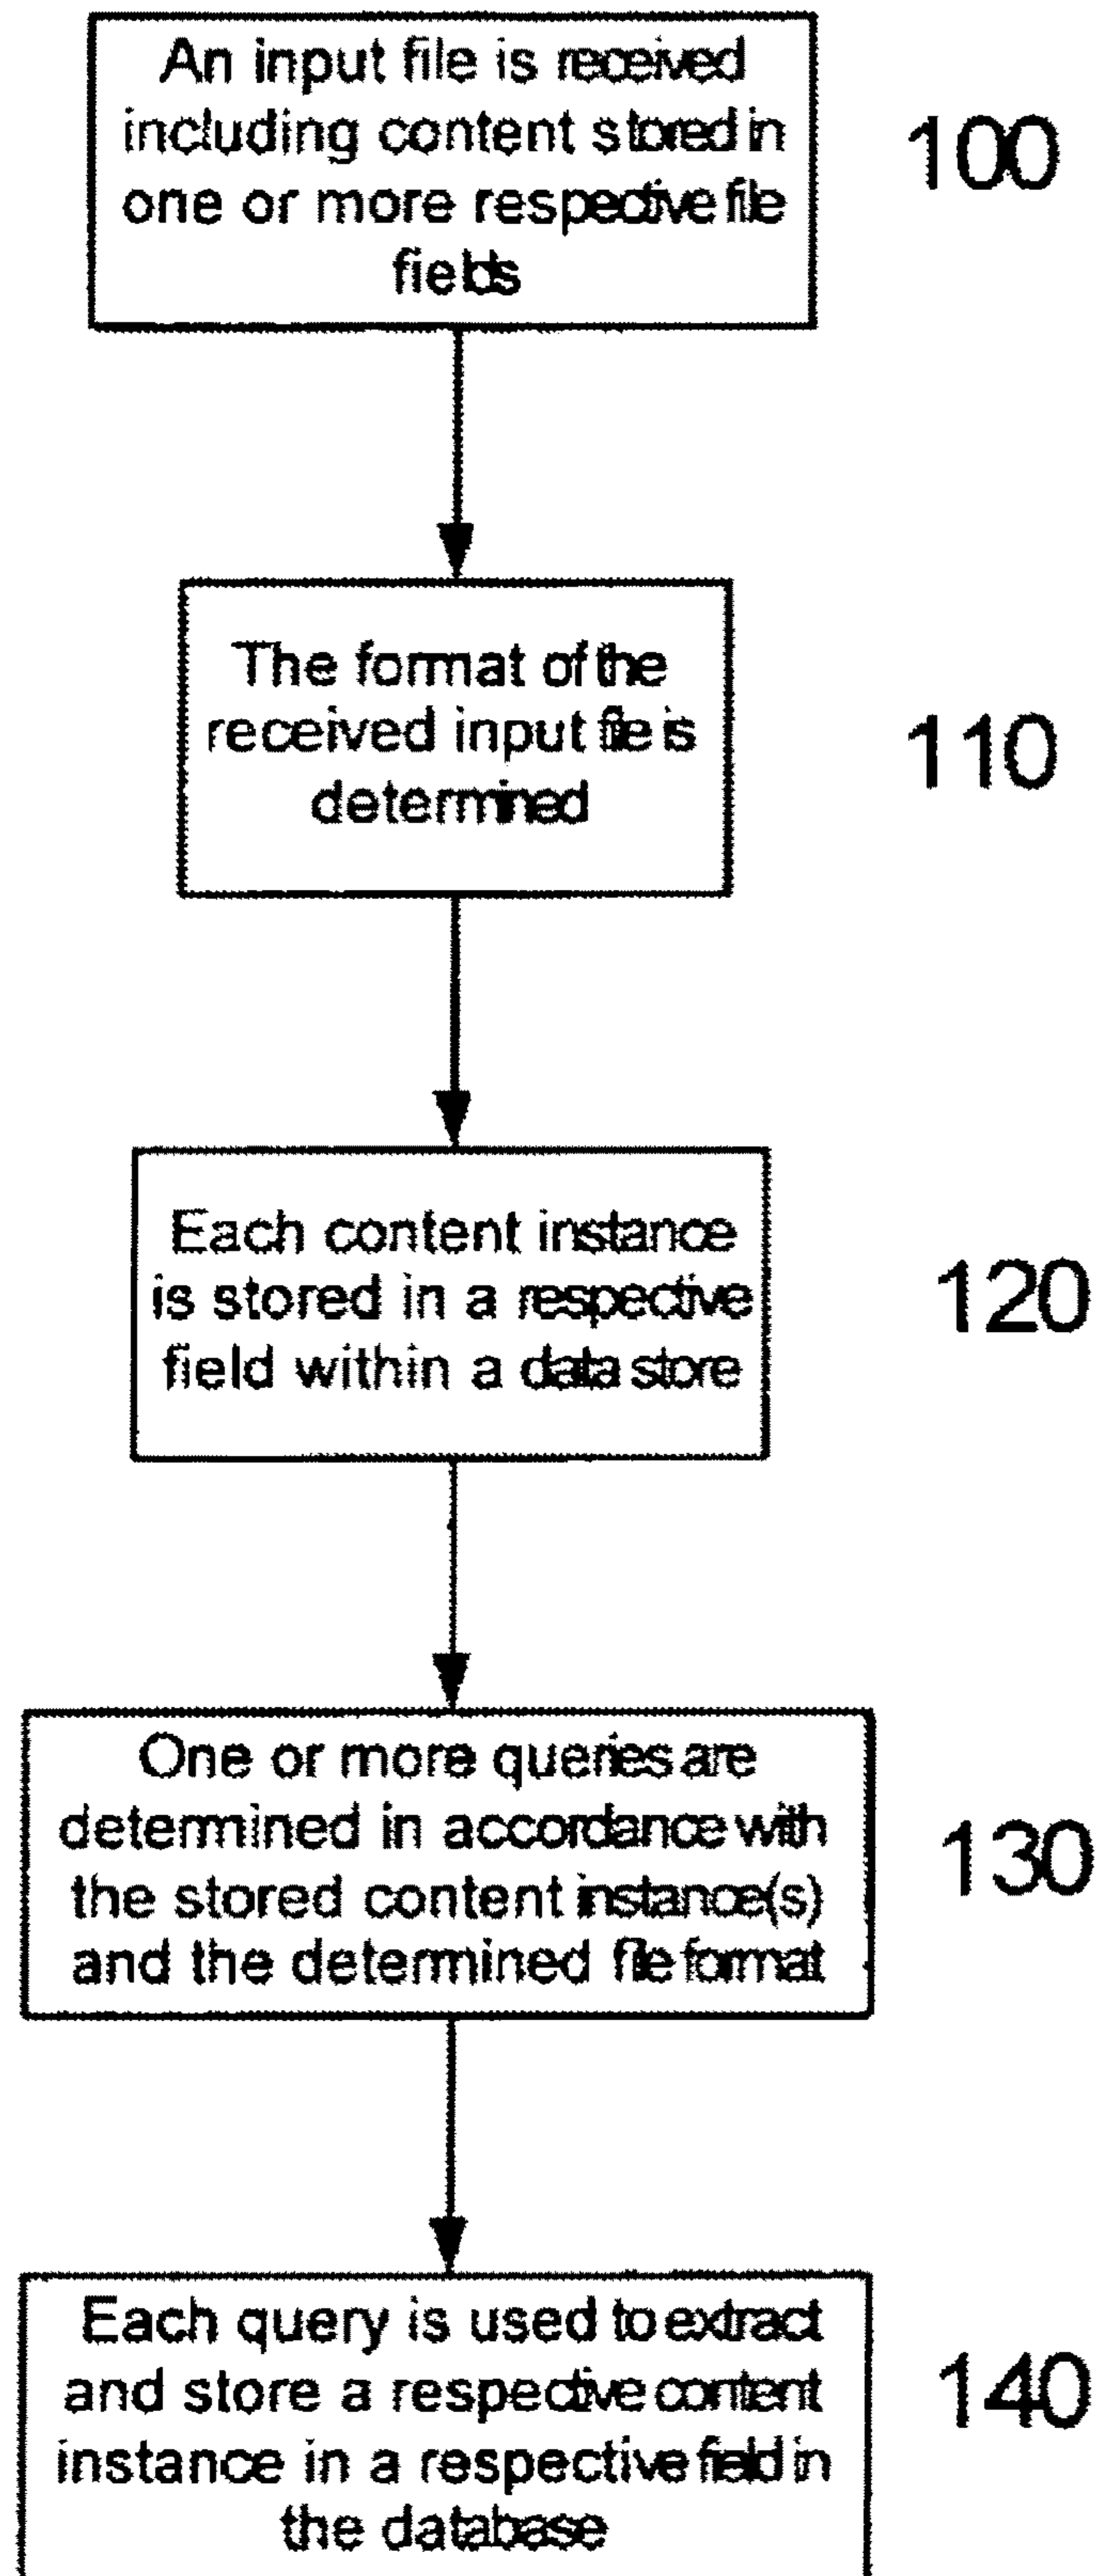 An input file is received
including content stored in
one or more respective file
fields
100
The format of the
received input file is
determined
110
Each content instance
is stored in a respective
field within a data store
120
One or more queries are
determined in accordance with
the stored content instance(s)
and the determined file format
130
Each query is used to extract
and store a respective content
instance in a respective field in
the database
140